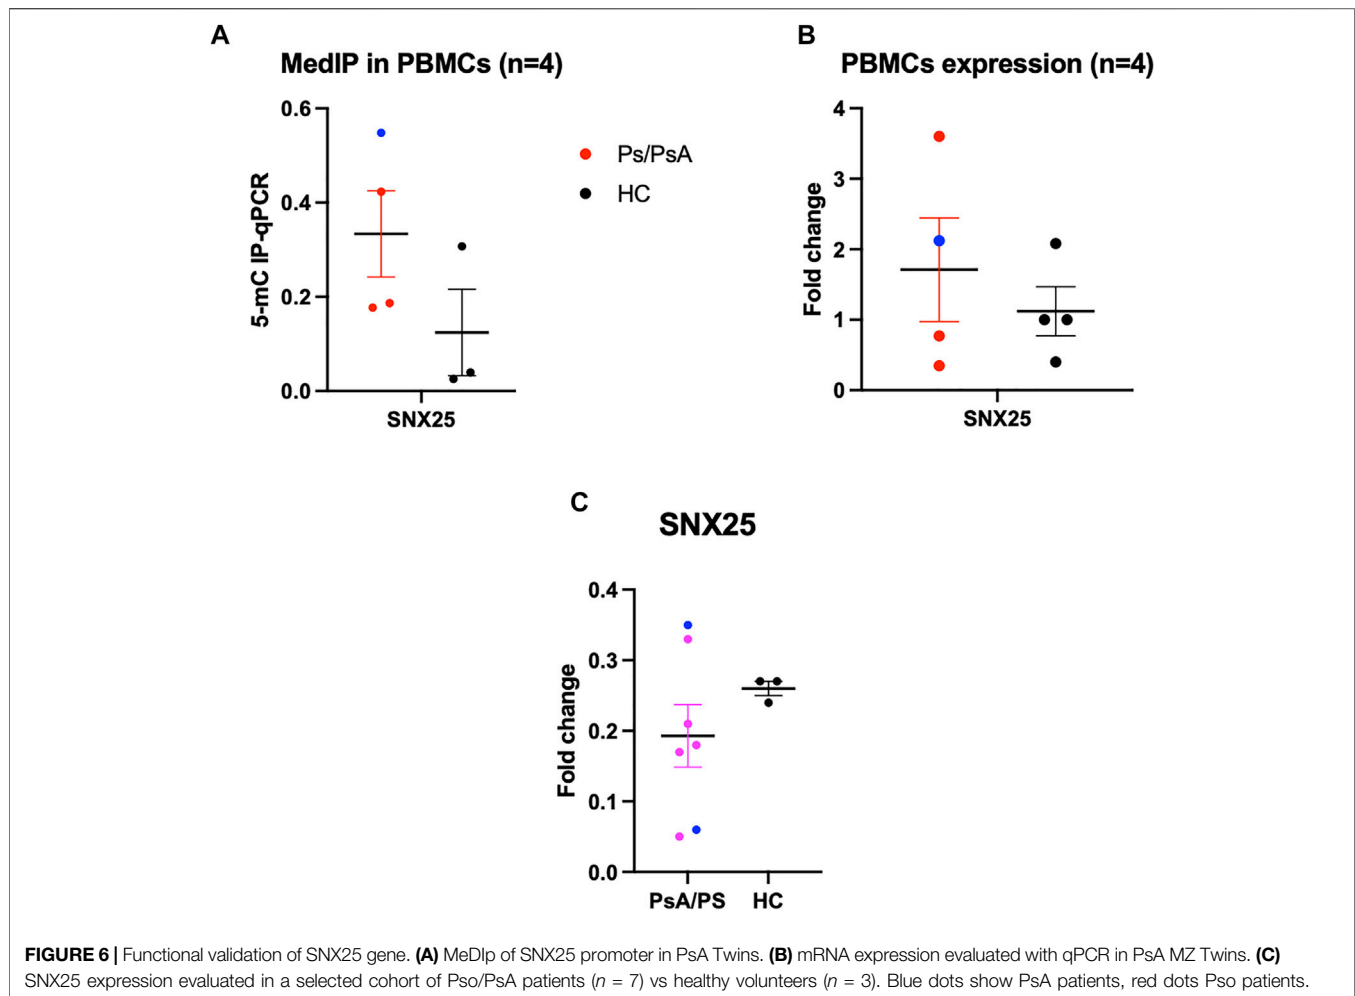 A
MedIP in PBMCs (n=4)
0.6
0.4
0.2
0.0
5-mC IP-qPCR
SNX25
Ps/PsA
HC
B
PBMCs expression (n=4)
4
3
2
1
0
Fold change
SNX25
C
SNX25
0.4
0.3
0.2
0.1
0.0
Fold change
PsA/PS HC
FIGURE 6 | Functional validation of SNX25 gene. (A) MeDIp of SNX25 promoter in PsA Twins. (B) mRNA expression evaluated with qPCR in PsA MZ Twins. (C)
SNX25 expression evaluated in a selected cohort of Pso/PsA patients (n = 7) vs healthy volunteers (n = 3). Blue dots show PsA patients, red dots Pso patients.